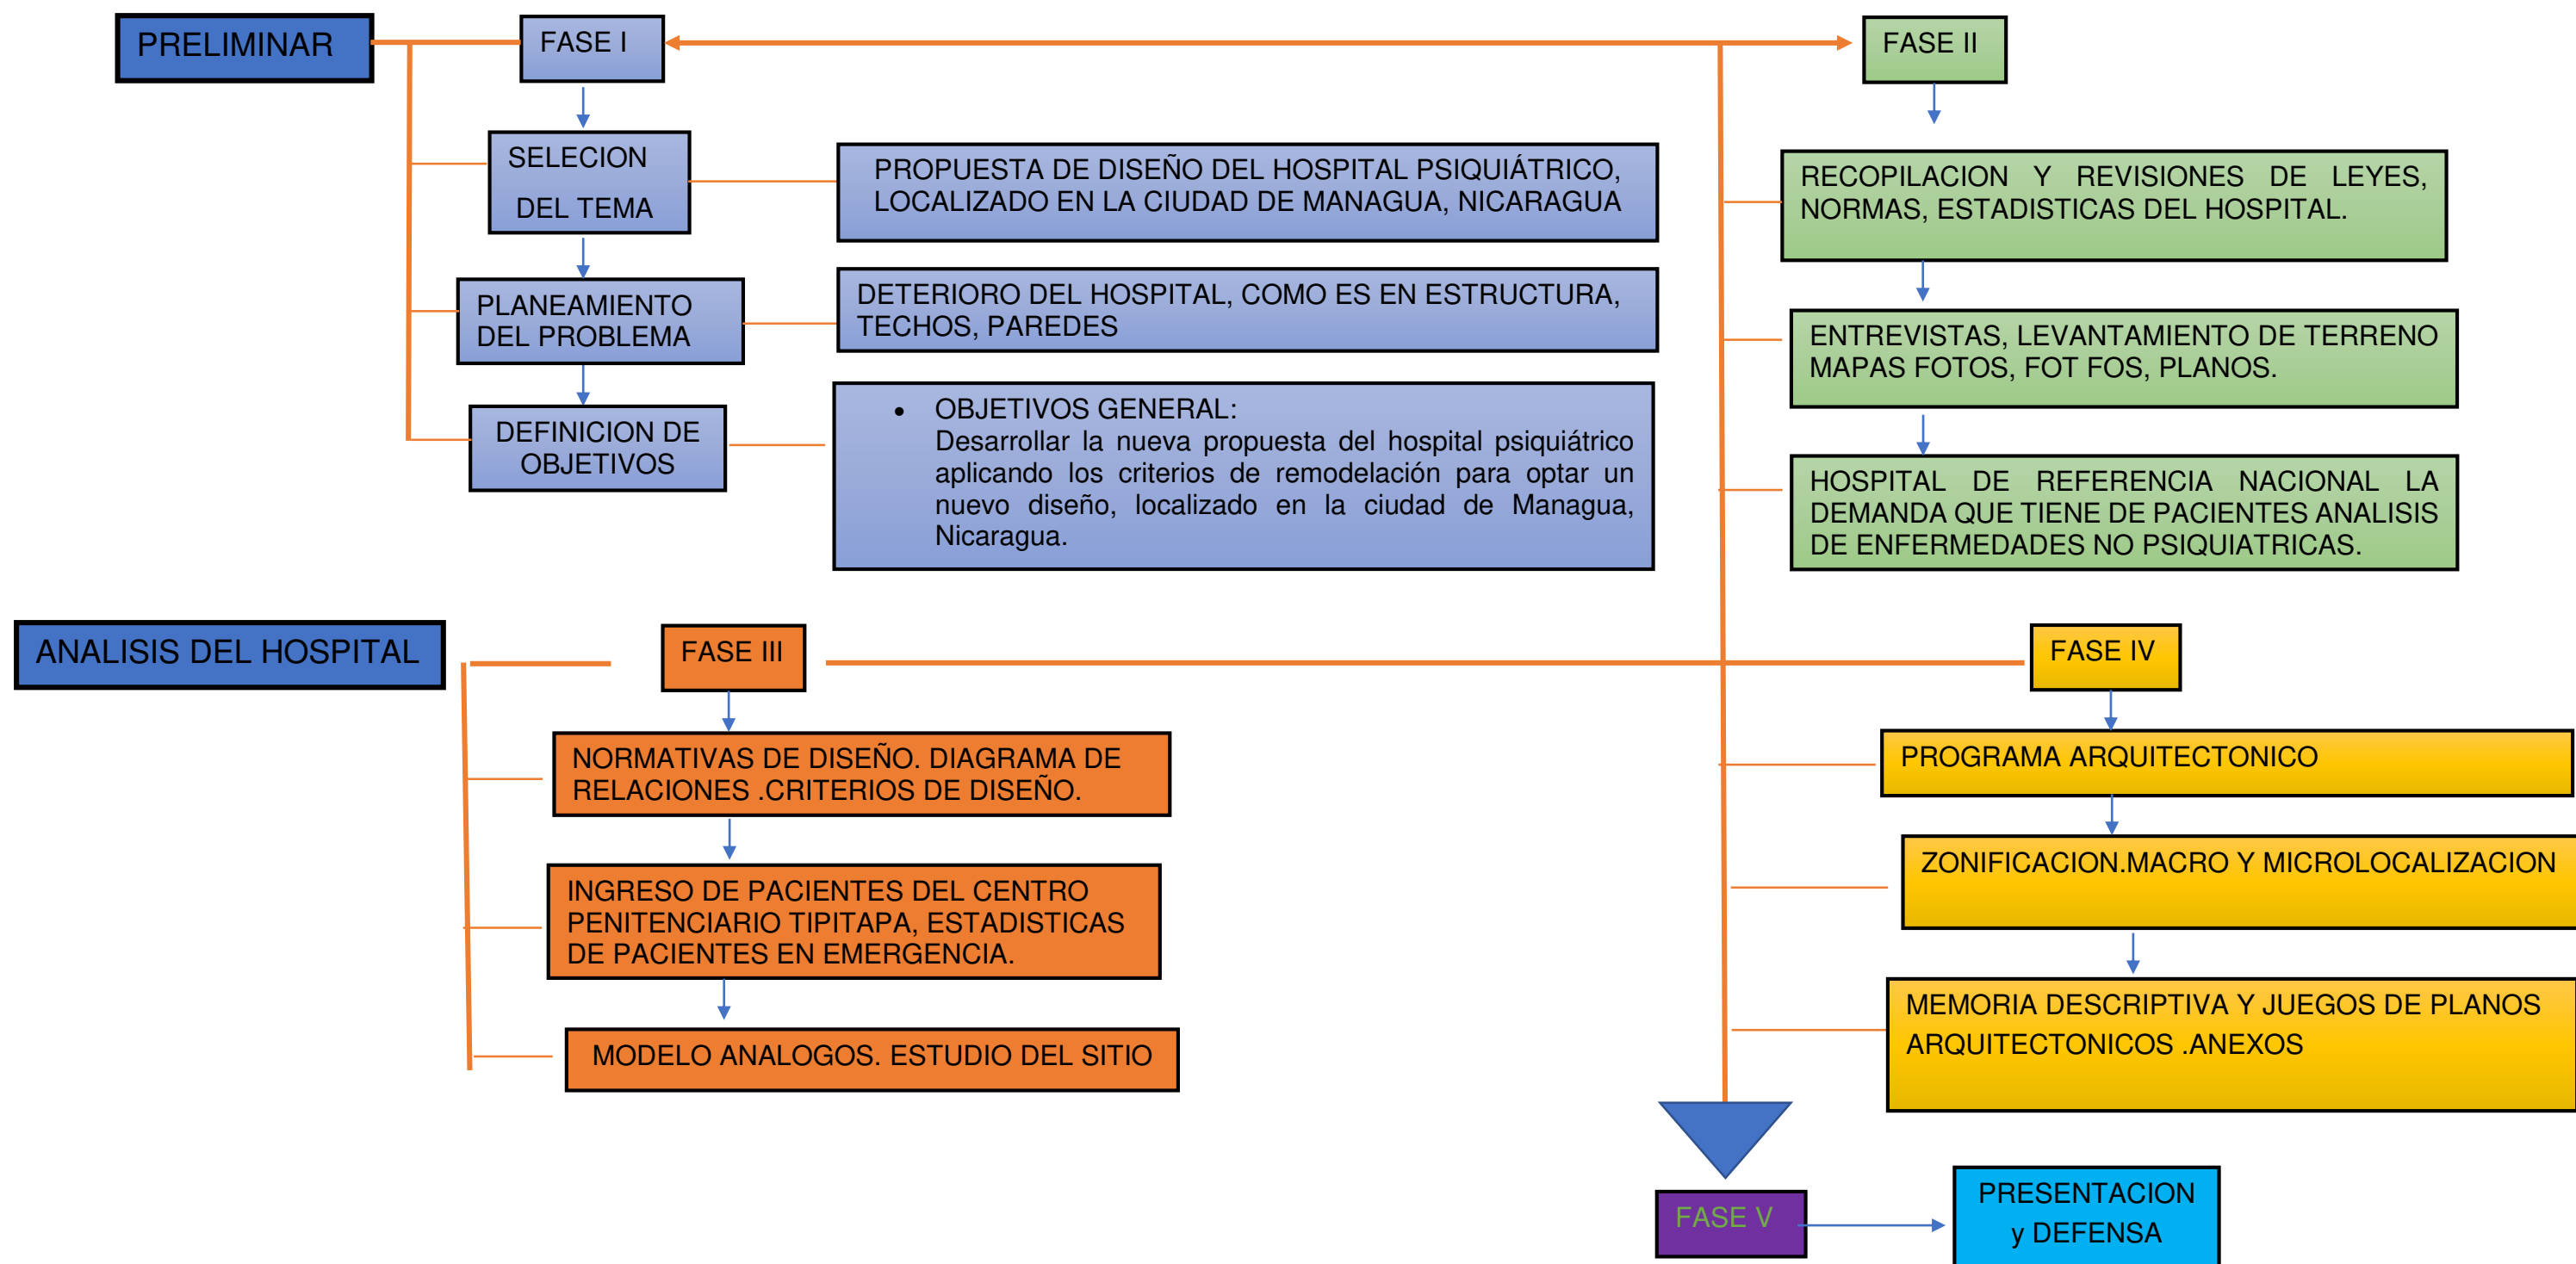 PRELIMINAR
FASE I
SELECION
DEL TEMA
PROPUESTA DE DISEÑO DEL HOSPITAL PSIQUIÁTRICO,
LOCALIZADO EN LA CIUDAD DE MANAGUA, NICARAGUA
PLANEAMIENTO
DEL PROBLEMA
DETERIORO DEL HOSPITAL, COMO ES EN ESTRUCTURA,
TECHOS, PAREDES
DEFINICION DE
OBJETIVOS
• OBJETIVOS GENERAL:
Desarrollar la nueva propuesta del hospital psiquiátrico
aplicando los criterios de remodelación para optar un
nuevo diseño, localizado en la ciudad de Managua,
Nicaragua.
FASE II
RECOPILACION Y REVISIONES DE LEYES,
NORMAS, ESTADISTICAS DEL HOSPITAL.
ENTREVISTAS, LEVANTAMIENTO DE TERRENO
MAPAS FOTOS, FOT FOS, PLANOS.
HOSPITAL DE REFERENCIA NACIONAL LA
DEMANDA QUE TIENE DE PACIENTES ANALISIS
DE ENFERMEDADES NO PSIQUIATRICAS.
ANALISIS DEL HOSPITAL
FASE III
NORMATIVAS DE DISEÑO. DIAGRAMA DE
RELACIONES .CRITERIOS DE DISEÑO.
INGRESO DE PACIENTES DEL CENTRO
PENITENCIARIO TIPITAPA, ESTADISTICAS
DE PACIENTES EN EMERGENCIA.
MODELO ANALOGOS. ESTUDIO DEL SITIO
FASE IV
PROGRAMA ARQUITECTONICO
ZONIFICACION.MACRO Y MICROLOCALIZACION
MEMORIA DESCRIPTIVA Y JUEGOS DE PLANOS
ARQUITECTONICOS .ANEXOS
FASE V
PRESENTACION
y DEFENSA